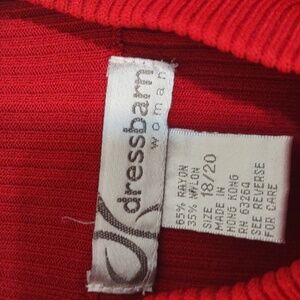 dressbarn
woman
65% RAYON
35% NYLON
SIZE 18/20
MADE IN
HONG KONG
RN 63264
SEE REVERSE
FOR CARE